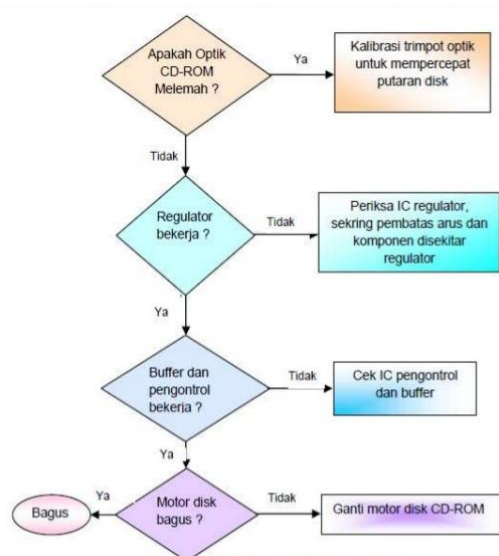 Apakah Optik
CD-ROM
Melemah ?
Ya
Kalibrasi trimpot optik
untuk mempercepat
putaran disk
Tidak
Regulator
bekerja ?
Tidak
Periksa IC regulator,
sekring pembatas arus dan
komponen disekitar
regulator
Ya
Buffer dan
pengontrol
bekerja ?
Tidak
Cek IC pengontrol
dan buffer
Ya
Motor disk
bagus ?
Ya
Bagus
Tidak
Ganti motor disk CD-ROM